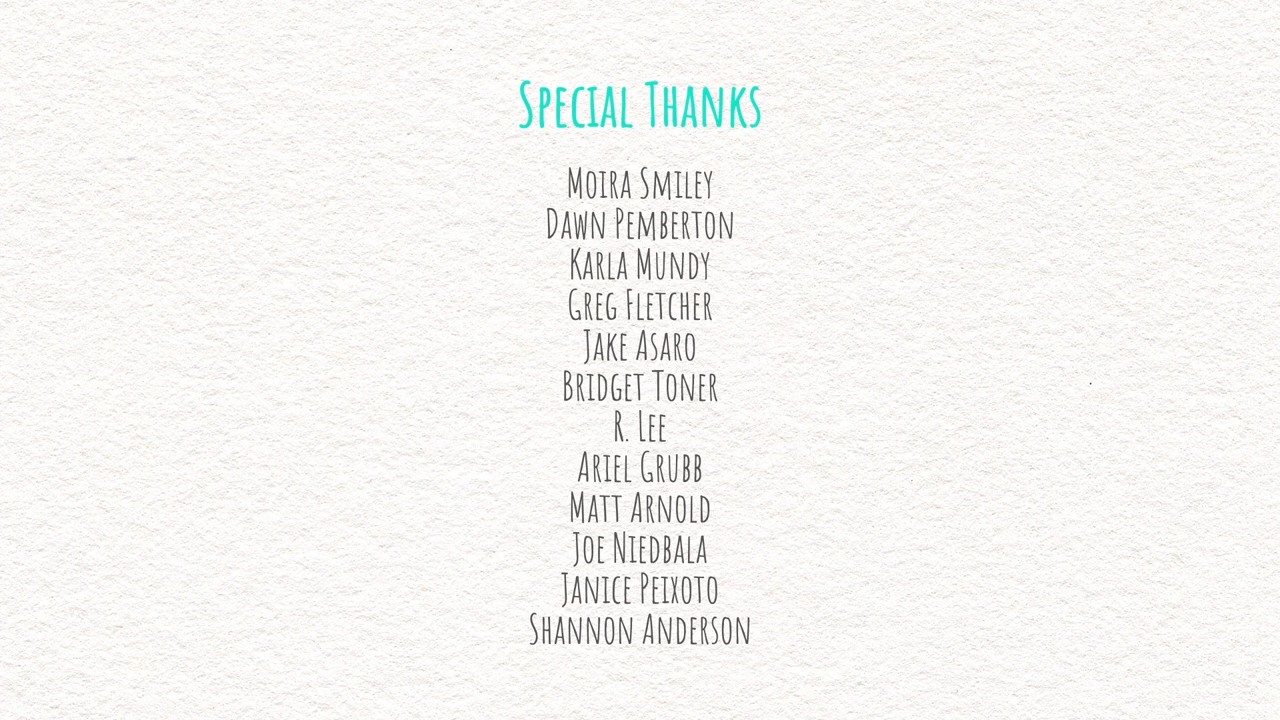 Special Thanks
Moira Smiley
Dawn Pemberton
Karla Mundy
Greg Fletcher
Jake Asaro
Bridget Toner
R. Lee
Ariel Grubb
Matt Arnold
Joe Niedbala
Janice Peixoto
Shannon Anderson